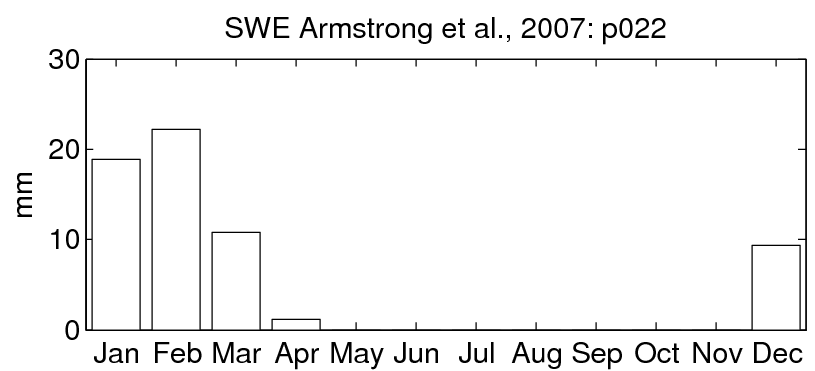 SWE Armstrong et al., 2007: p022
30
20
10
0
mm
Jan Feb Mar Apr May Jun Jul Aug Sep Oct Nov Dec